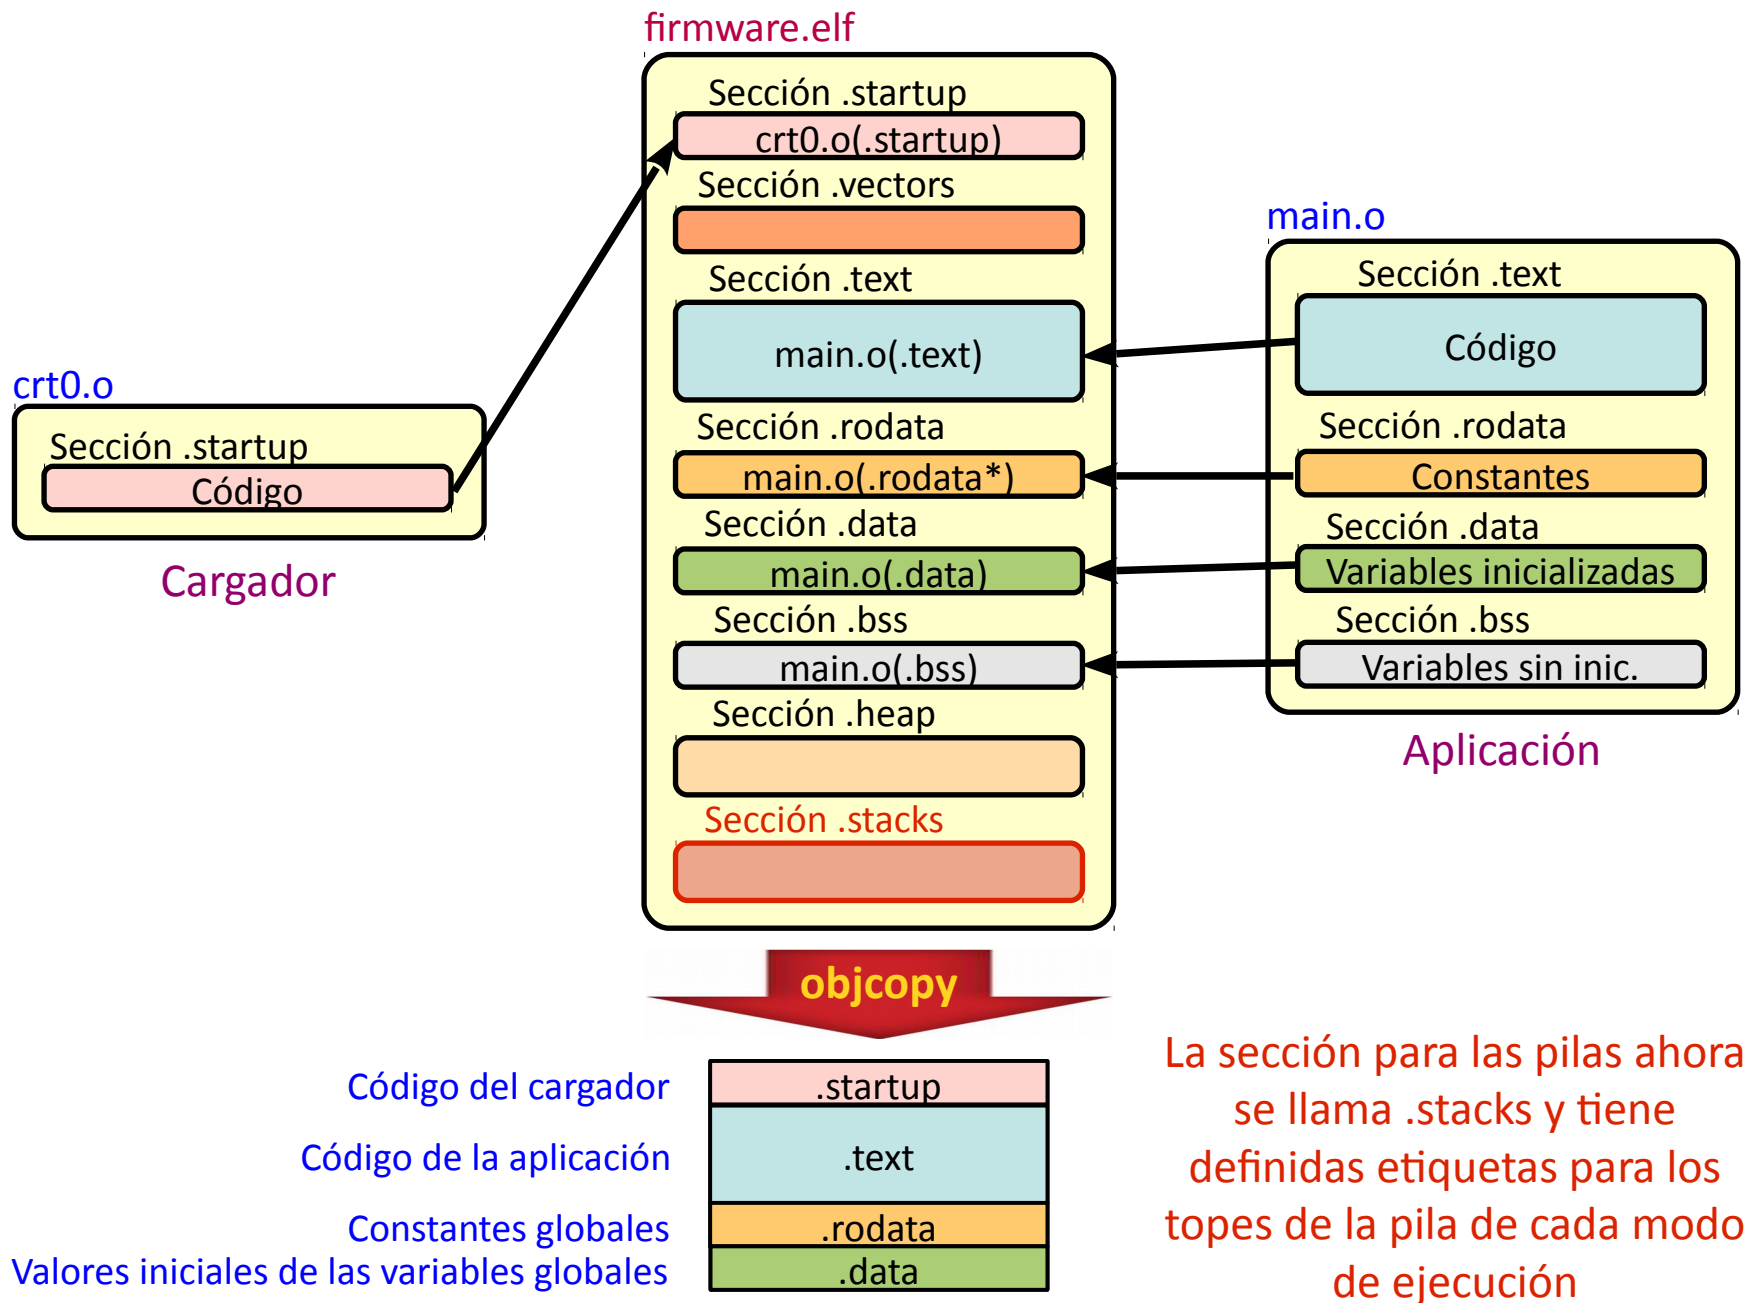 firmware.elf
Sección .startup
crt0.o(.startup)
Sección .vectors
Sección .text
main.o(.text)
Sección .rodata
main.o(.rodata*)
Sección .data
main.o(.data)
Sección .bss
main.o(.bss)
Sección .heap
Sección .stacks
crt0.o
Sección .startup
Código
Cargador
main.o
Sección .text
Código
Sección .rodata
Constantes
Sección .data
Variables inicializadas
Sección .bss
Variables sin inic.
Aplicación
objcopy
Código del cargador
.startup
Código de la aplicación
.text
Constantes globales
.rodata
Valores iniciales de las variables globales
.data
La sección para las pilas ahora
se llama .stacks y tiene
definidas etiquetas para los
topes de la pila de cada modo
de ejecución